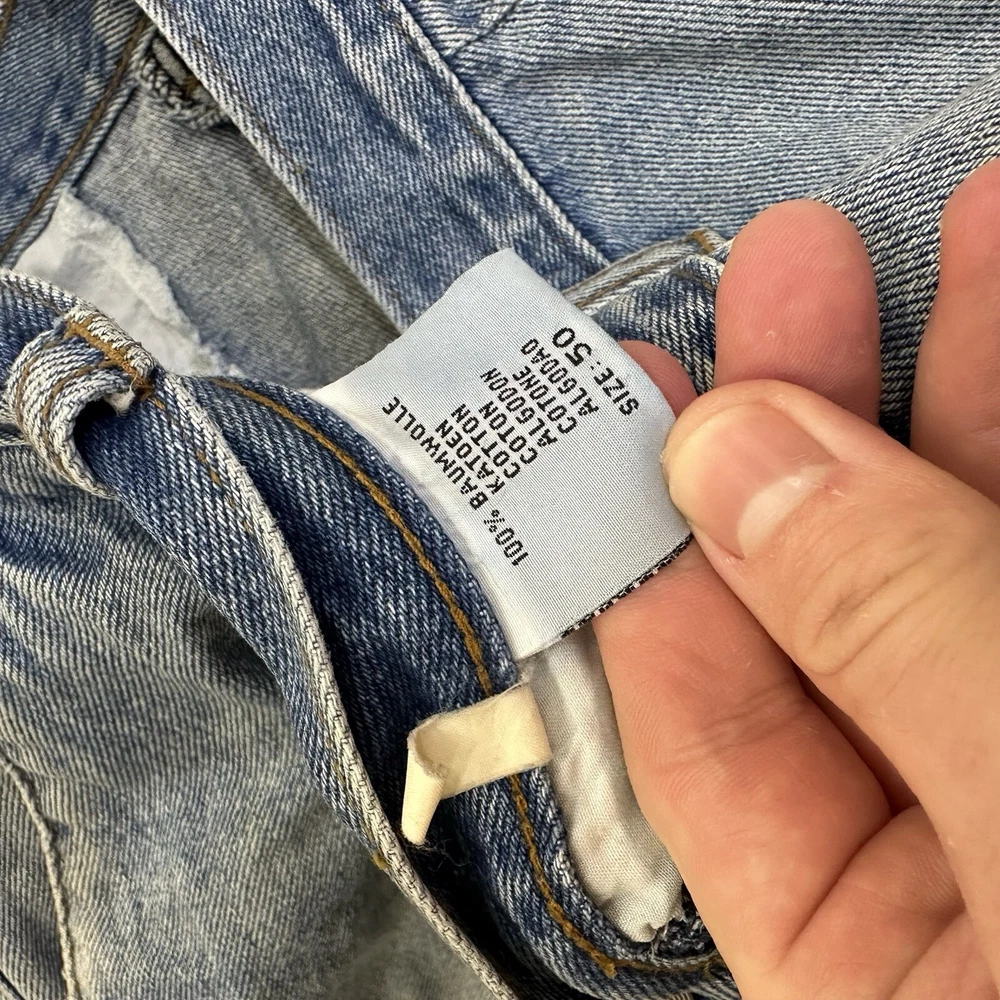 100% BAUMWOLLE
KATOEN
COTTON
COTON
ALGODON
COTONE
ALGODAO
SIZE: 50